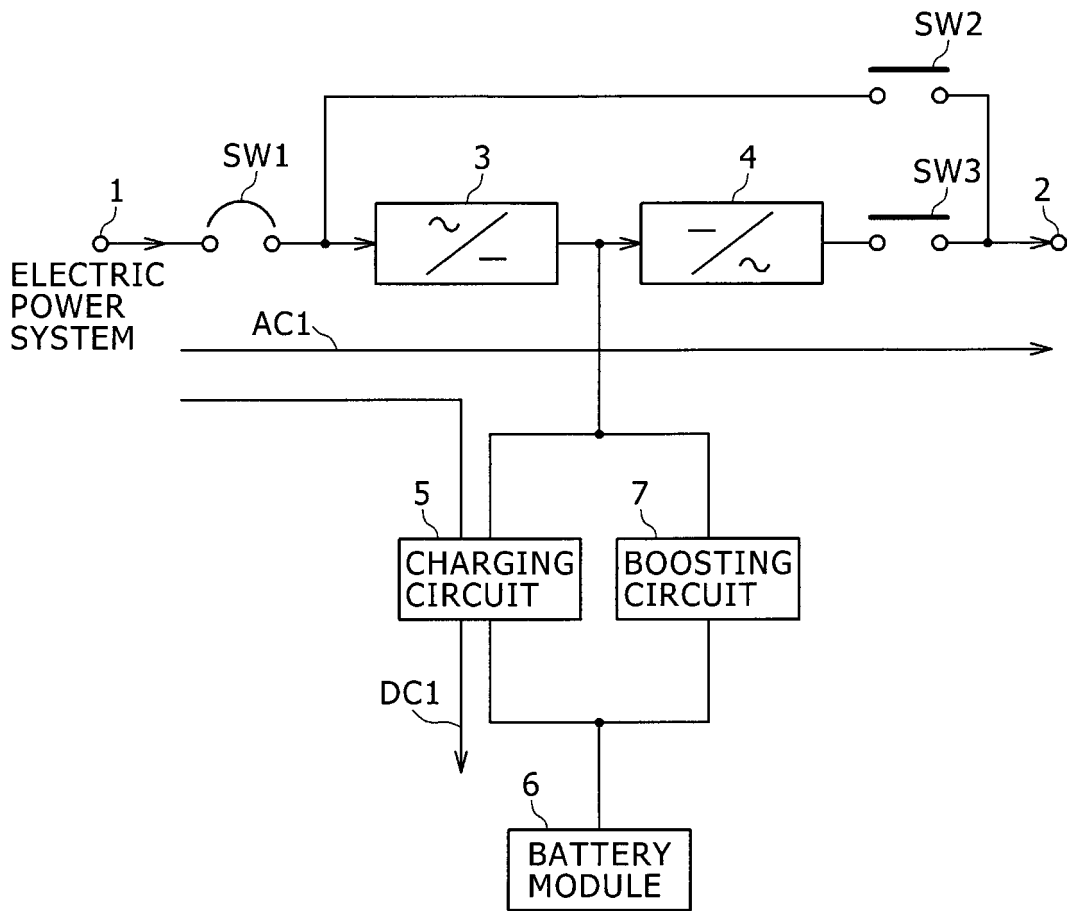 SW2
SW1
3
4
SW3
1
2
ELECTRIC
POWER
SYSTEM
AC1
5
7
CHARGING
CIRCUIT
BOOSTING
CIRCUIT
DC1
6
BATTERY
MODULE